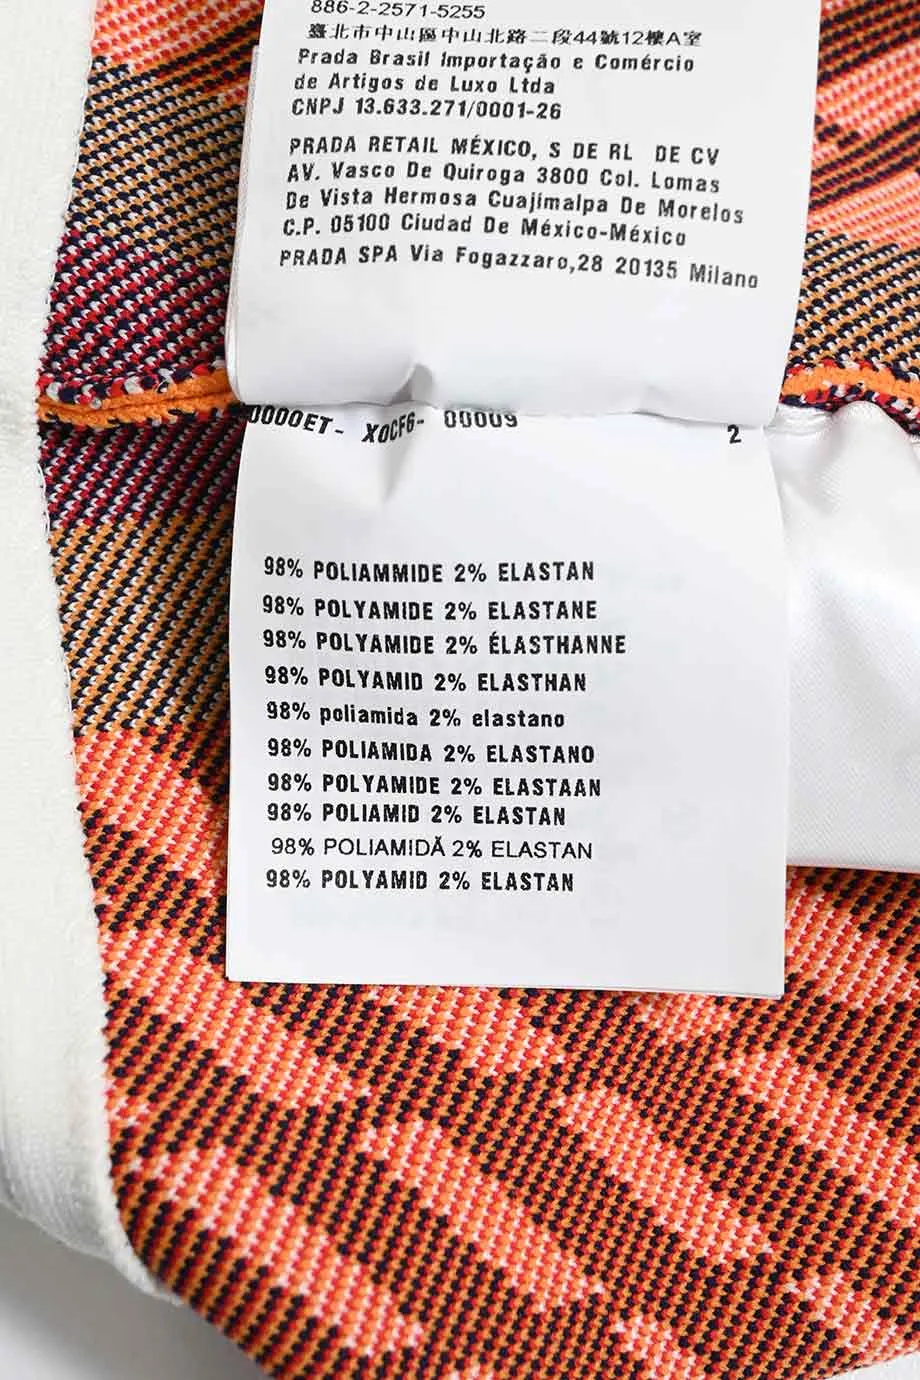 886-2-2571-5255
臺北市中山區中山北路二段44號12樓A室
Prada Brasil Importação e Comércio
de Artigos de Luxo Ltda
CNPJ 13.633.271/0001-26
PRADA RETAIL MÉXICO, S DE RL DE CV
AV. Vasco De Quiroga 3800 Col. Lomas
De Vista Hermosa Cuajimalpa De Morelos
C.P. 05100 Ciudad De México-México
PRADA SPA Via Fogazzaro,28 20135 Milano
0000ET- X0CF6- 00009 2
98% POLIAMMIDE 2% ELASTAN
98% POLYAMIDE 2% ELASTANE
98% POLYAMIDE 2% ÉLASTHANNE
98% POLYAMID 2% ELASTHAN
98% poliamida 2% elastano
98% POLIAMIDA 2% ELASTANO
98% POLYAMIDE 2% ELASTAAN
98% POLIAMID 2% ELASTAN
98% POLIAMIDĂ 2% ELASTAN
98% POLYAMID 2% ELASTAN